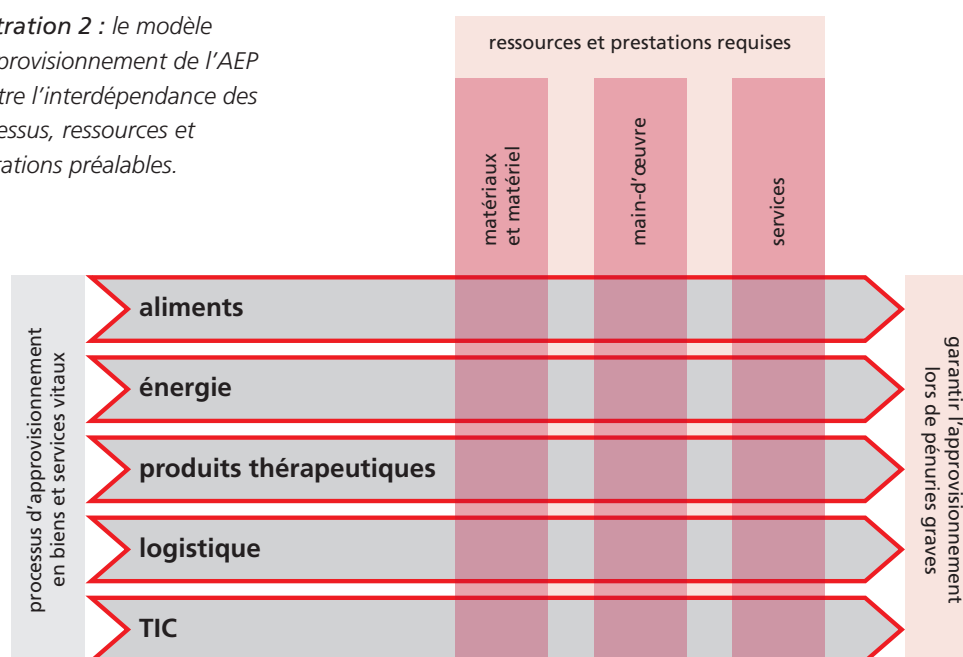 tration 2 : le modèle
provisionnement de l'AEP
tre l'interdépendance des
essus, ressources et
ations préalables.
ressources et prestations requises
matériaux
et matériel
main-d'œuvre
services
processus d'approvisionnement
en biens et services vitaux
aliments
énergie
produits thérapeutiques
logistique
TIC
garantir l'approvisionnement
lors de pénuries graves